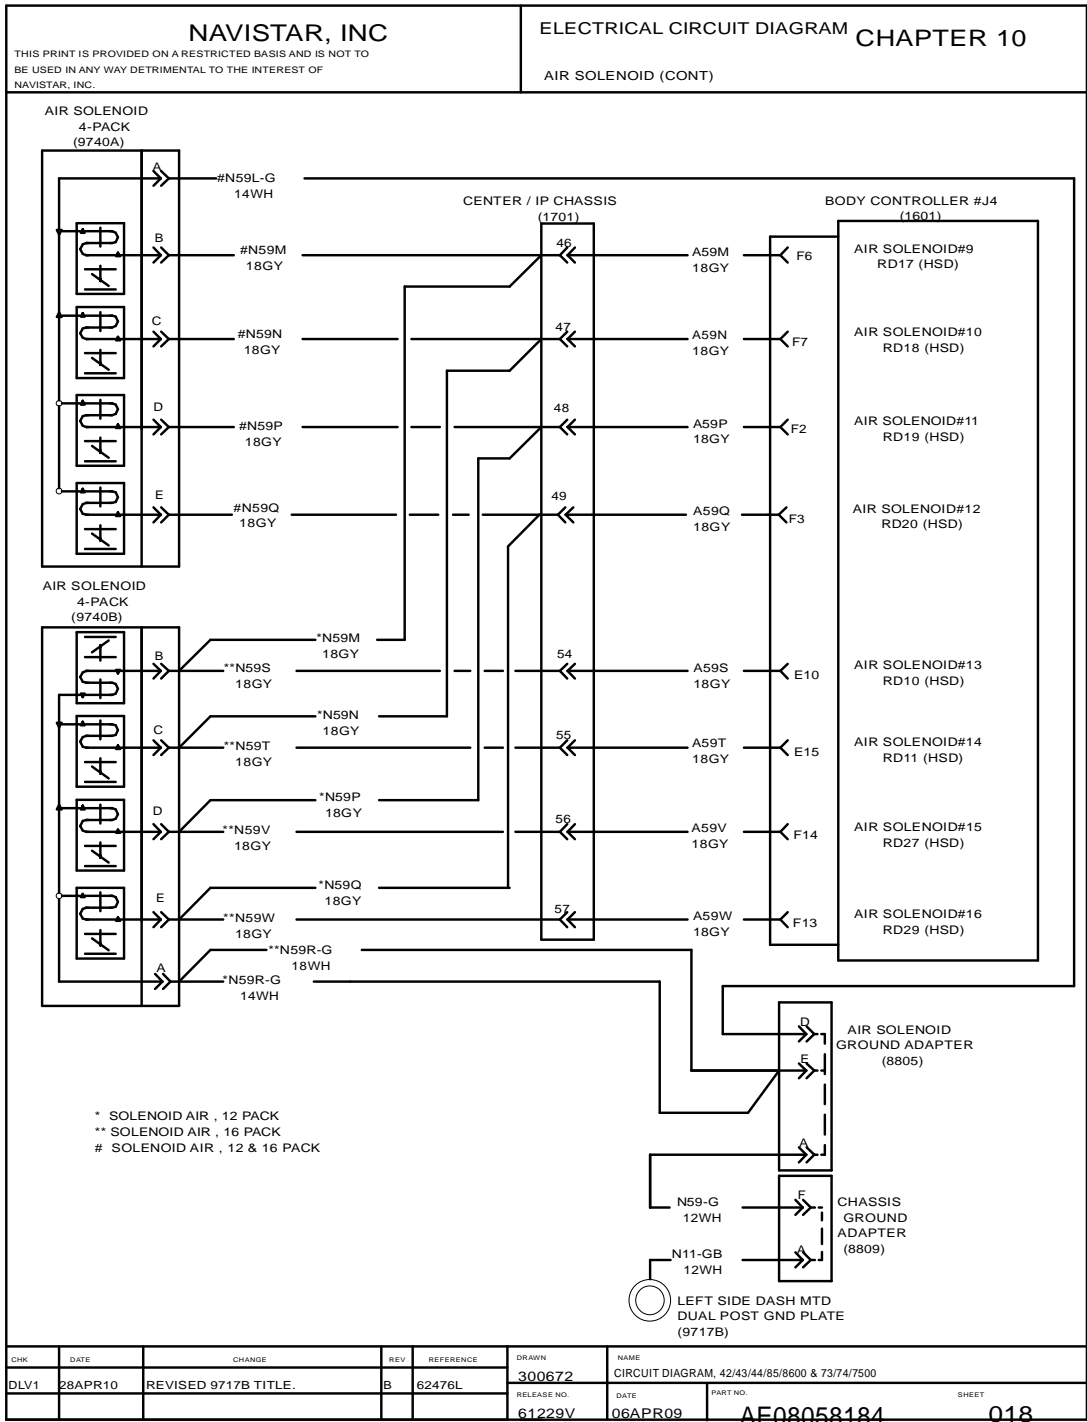 NAVISTAR, INC
THIS PRINT IS PROVIDED ON A RESTRICTED BASIS AND IS NOT TO
BE USED IN ANY WAY DETRIMENTAL TO THE INTEREST OF
NAVISTAR, INC.
ELECTRICAL CIRCUIT DIAGRAM CHAPTER 10
AIR SOLENOID (CONT)
AIR SOLENOID
4-PACK
(9740A)
A
#N59L-G
14WH
CENTER / IP CHASSIS
(1701)
BODY CONTROLLER #J4
(1601)
B
#N59M
18GY
46
A59M
18GY
F6
AIR SOLENOID#9
RD17 (HSD)
C
#N59N
18GY
47
A59N
18GY
F7
AIR SOLENOID#10
RD18 (HSD)
D
#N59P
18GY
48
A59P
18GY
F2
AIR SOLENOID#11
RD19 (HSD)
E
#N59Q
18GY
49
A59Q
18GY
F3
AIR SOLENOID#12
RD20 (HSD)
AIR SOLENOID
4-PACK
(9740B)
*N59M
18GY
B
**N59S
18GY
54
A59S
18GY
E10
AIR SOLENOID#13
RD10 (HSD)
*N59N
18GY
C
**N59T
18GY
55
A59T
18GY
E15
AIR SOLENOID#14
RD11 (HSD)
*N59P
18GY
D
**N59V
18GY
56
A59V
18GY
F14
AIR SOLENOID#15
RD27 (HSD)
*N59Q
18GY
E
**N59W
18GY
57
A59W
18GY
F13
AIR SOLENOID#16
RD29 (HSD)
**N59R-G
18WH
A
*N59R-G
14WH
D
E
A
AIR SOLENOID
GROUND ADAPTER
(8805)
* SOLENOID AIR , 12 PACK
** SOLENOID AIR , 16 PACK
# SOLENOID AIR , 12 & 16 PACK
N59-G
12WH
F
A
CHASSIS
GROUND
ADAPTER
(8809)
N11-GB
12WH
LEFT SIDE DASH MTD
DUAL POST GND PLATE
(9717B)
CHK DATE CHANGE REV REFERENCE
DLV1 28APR10 REVISED 9717B TITLE. B 62476L
DRAWN
300672
NAME
CIRCUIT DIAGRAM, 42/43/44/85/8600 & 73/74/7500
RELEASE NO.
61229V
DATE
06APR09
PART NO.
AE08058184
SHEET
018